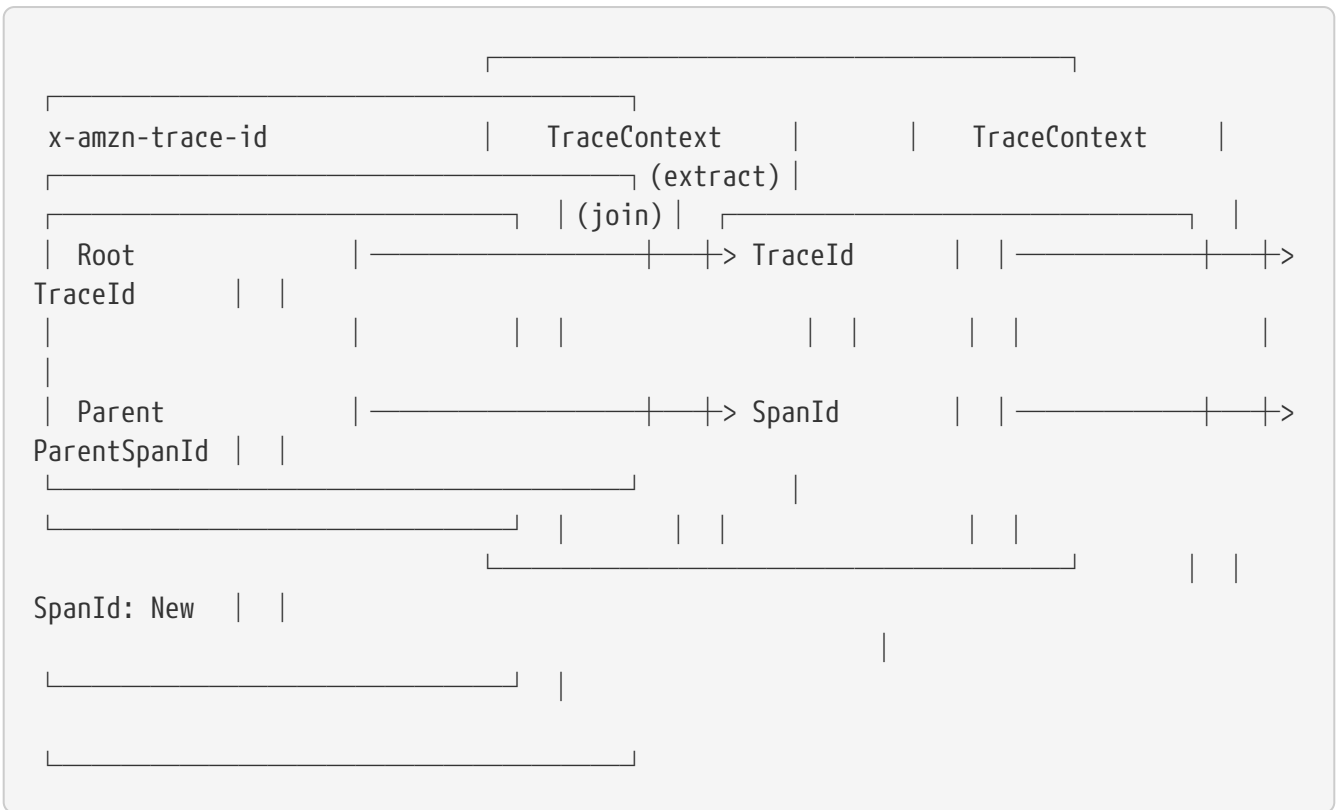 x-amzn-trace-id │ TraceContext │ │ TraceContext │
(extract) │
│ (join) │
│ Root │ ──────────┼───┼> TraceId │ │ ────────┼───┼>
TraceId │ │
│ Parent │ ──────────┼───┼> SpanId │ │ ────────┼───┼>
ParentSpanId │ │
SpanId: New │ │